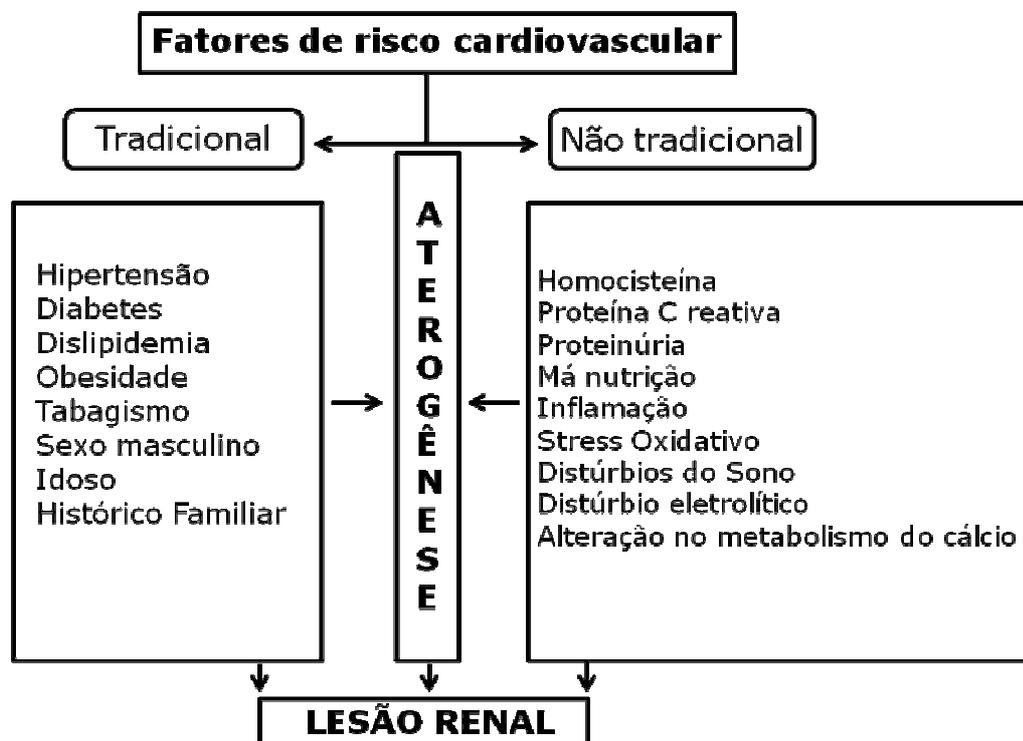 Fatores de risco cardiovascular
Tradicional
Não tradicional
Hipertensão
Diabetes
Dislipidemia
Obesidade
Tabagismo
Sexo masculino
Idoso
Histórico Familiar
ATEROGÊNESE
Homocisteína
Proteína C reativa
Proteinúria
Má nutrição
Inflamação
Stress Oxidativo
Distúrbios do Sono
Distúrbio eletrolítico
Alteração no metabolismo do cálcio
LESÃO RENAL